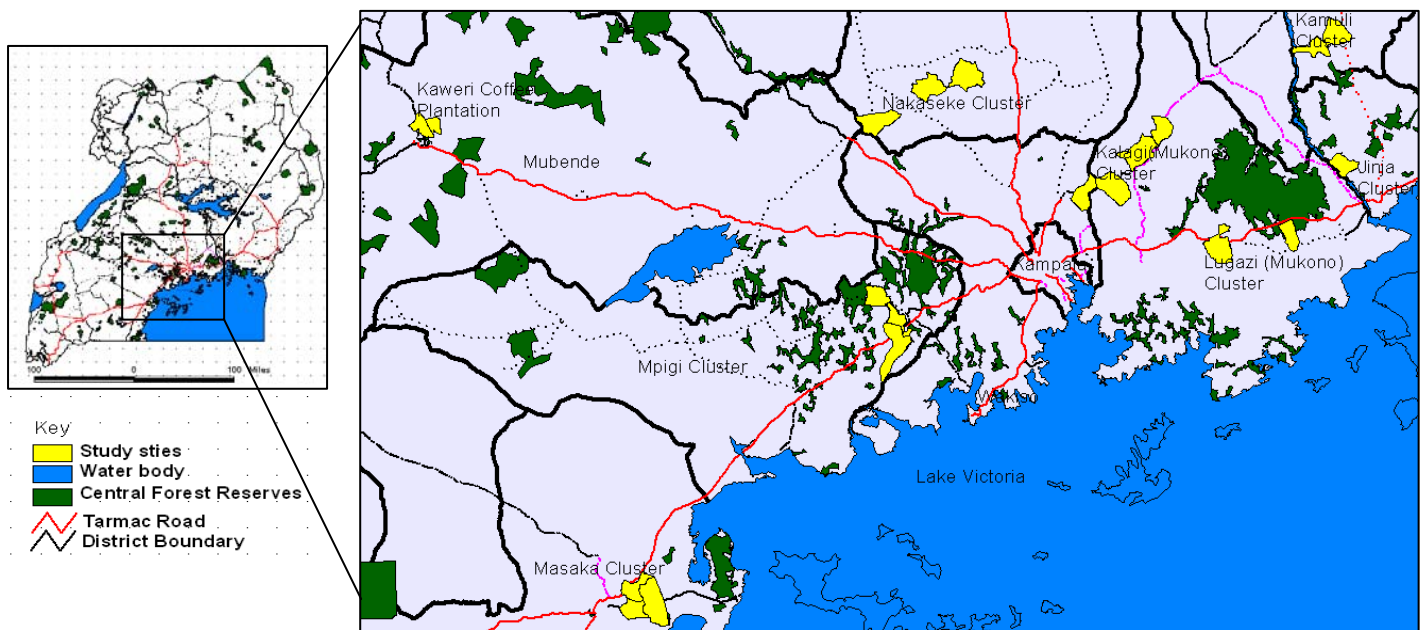 100
0
100
Miles
Key
Study sties
Water body
Central Forest Reserves
Tarmac Road
District Boundary
Kamuli
Cluster
Kaweri Coffee
Plantation
Nakaseke Cluster
Mubende
Kalagi(Mukono)
Cluster
Jinja
Cluster
Kampala
Lugazi (Mukono)
Cluster
Mpigi Cluster
Wakiso
Lake Victoria
Masaka Cluster